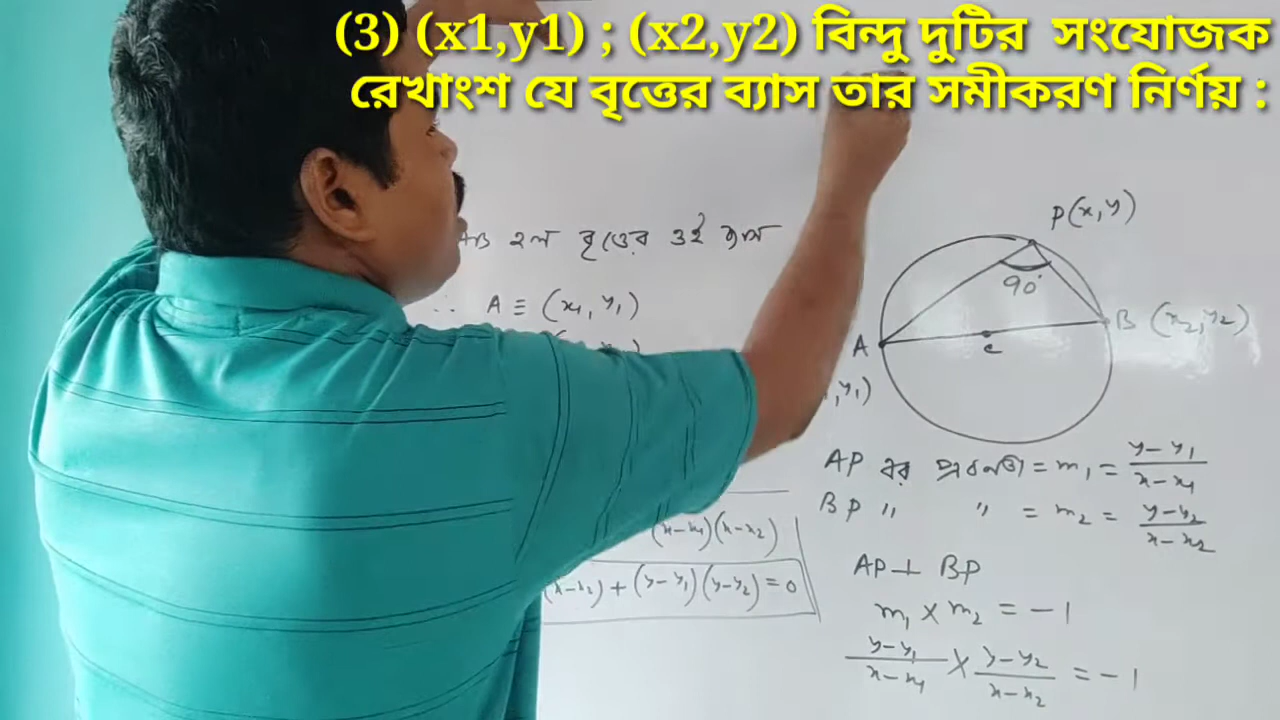 (3) (x1,y1) ; (x2,y2) বিন্দু দুটির সংযোজক
রেখাংশ যে বৃত্তের ব্যাস তার সমীকরণ নির্ণয় :
AB হল বৃত্তের ওই
∴ A ≡ (x₁, y₁)
P(x, y)
90°
A
B (x₂, y₂)
c
, y₁)
AP এর প্রবণতা = m₁ = y-y₁/x-x₁
BP " " = m₂ = y-y₂/x-x₂
(x-x₁)(x-x₂)
(x-x₂) + (y-y₁)(y-y₂) = 0
AP ⊥ BP
m₁ × m₂ = -1
y-y₁/x-x₁ × y-y₂/x-x₂ = -1